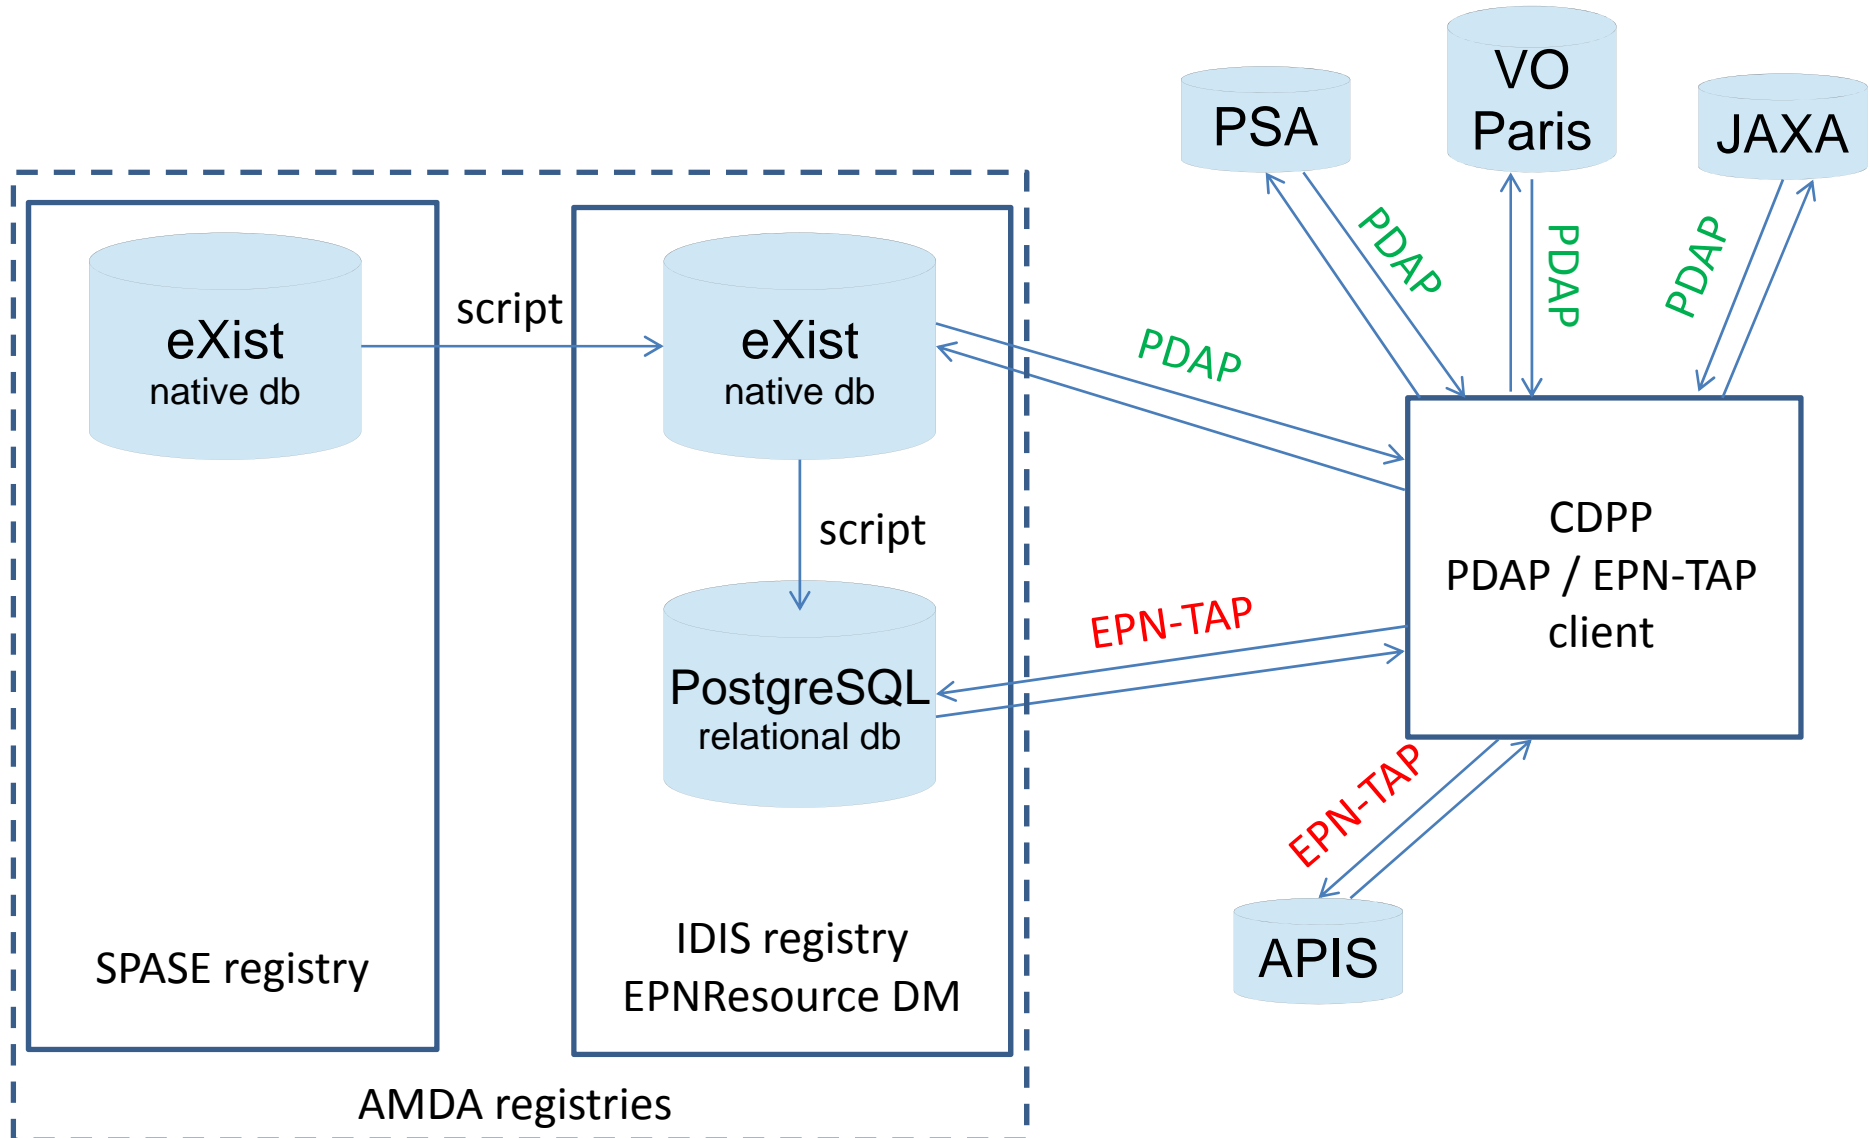 VO
Paris
PSA
JAXA
PDAP
PDAP
PDAP
eXist
native db
script
eXist
native db
PDAP
script
CDPP
PDAP / EPN-TAP
client
EPN-TAP
PostgreSQL
relational db
EPN-TAP
APIS
SPASE registry
IDIS registry
EPNResource DM
AMDA registries